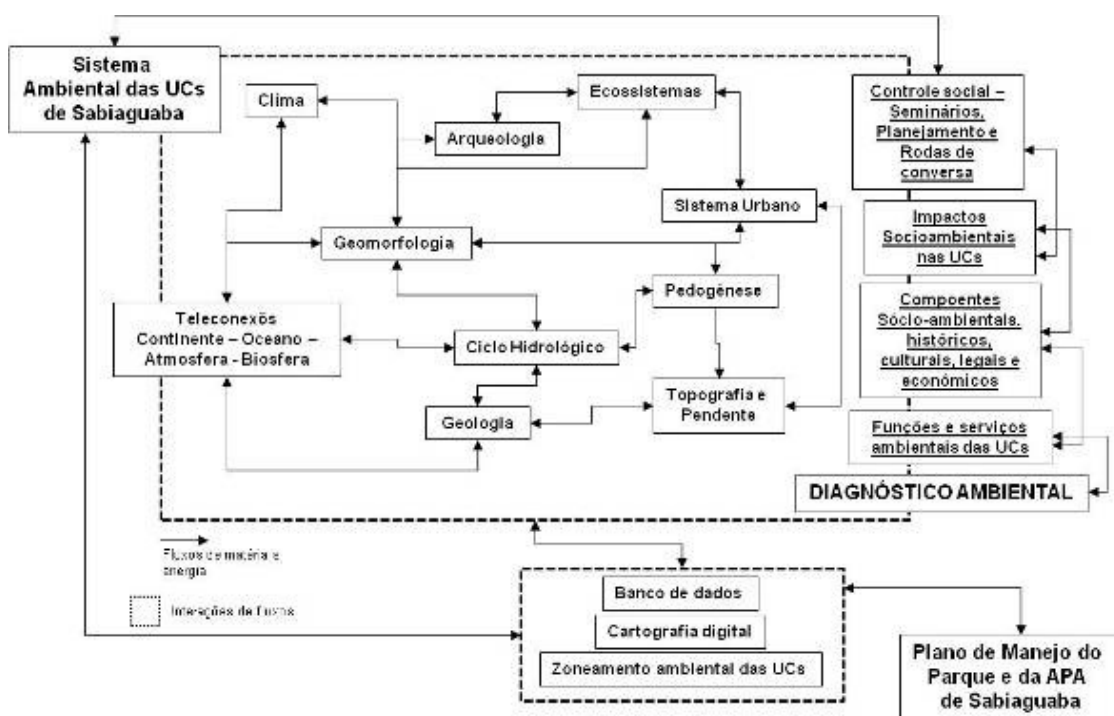 Sistema
Ambiental das UCs
de Sabiaguaba
Clima
Ecossistemas
Arqueologia
Sistema Urbano
Geomorfologia
Pedogênese
Teleconexõs
Continente – Oceano –
Atmosfera - Biosfera
Ciclo Hidrológico
Topografia e
Pendente
Geologia
Controle social –
Seminários,
Planejamento e
Rodas de
conversa
Impactos
Socioambientais
nas UCs
Compoentes
Sócio-ambientais,
históricos,
culturais, legais e
económicos
Funções e serviços
ambientais das UCs
DIAGNÓSTICO AMBIENTAL
Fluxos de matéria e
energia
Interações de fluxos
Banco de dados
Cartografia digital
Zoneamento ambiental das UCs
Plano de Manejo do
Parque e da APA
de Sabiaguaba